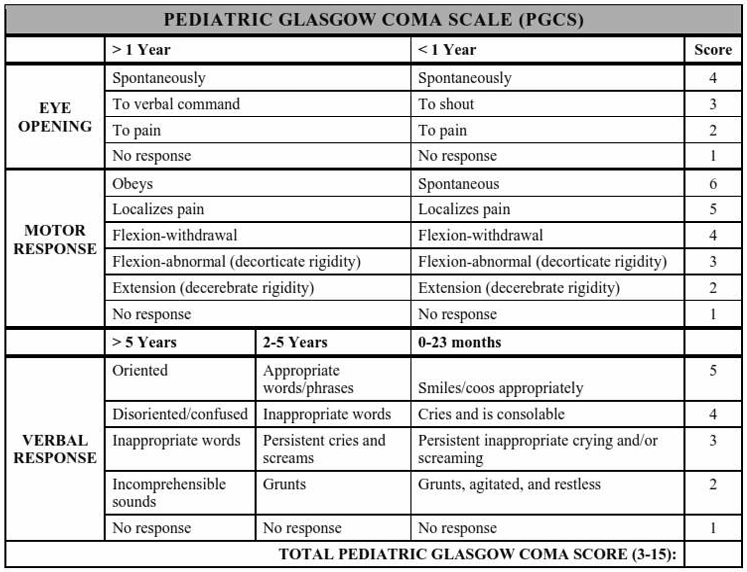 PEDIATRIC GLASGOW COMA SCALE (PGCS)
> 1 Year < 1 Year Score
EYE OPENING
Spontaneously Spontaneously 4
To verbal command To shout 3
To pain To pain 2
No response No response 1
MOTOR RESPONSE
Obeys Spontaneous 6
Localizes pain Localizes pain 5
Flexion-withdrawal Flexion-withdrawal 4
Flexion-abnormal (decorticate rigidity) Flexion-abnormal (decorticate rigidity) 3
Extension (decerebrate rigidity) Extension (decerebrate rigidity) 2
No response No response 1
> 5 Years 2-5 Years 0-23 months
VERBAL RESPONSE
Oriented Appropriate words/phrases Smiles/coos appropriately 5
Disoriented/confused Inappropriate words Cries and is consolable 4
Inappropriate words Persistent cries and screams Persistent inappropriate crying and/or screaming 3
Incomprehensible sounds Grunts Grunts, agitated, and restless 2
No response No response No response 1
TOTAL PEDIATRIC GLASGOW COMA SCORE (3-15):